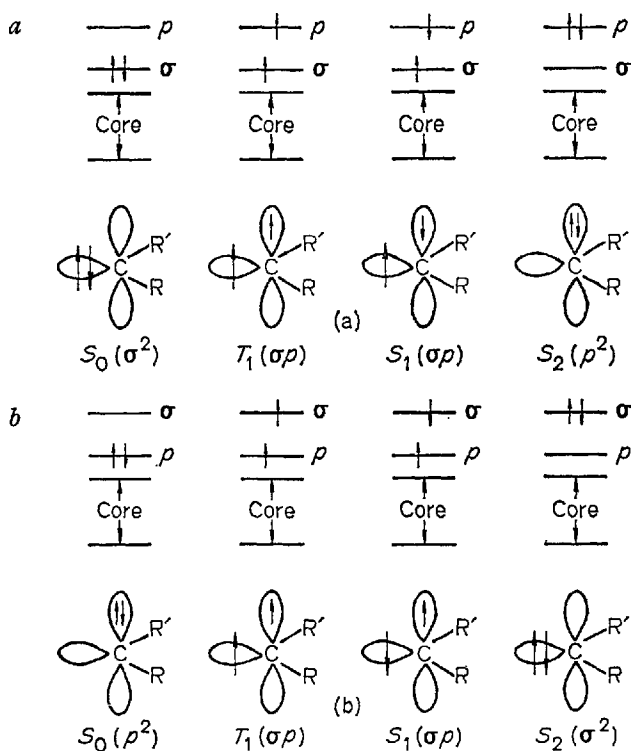 a
p p p p
σ σ σ σ
Core Core Core Core
R′ R′ R′ R′
C C C C
R R R R
(a)
S₀(σ²) T₁(σp) S₁(σp) S₂(p²)
b
σ σ σ σ
p p p p
Core Core Core Core
R′ R′ R′ R′
C C C C
R R R R
(b)
S₀(p²) T₁(σp) S₁(σp) S₂(σ²)